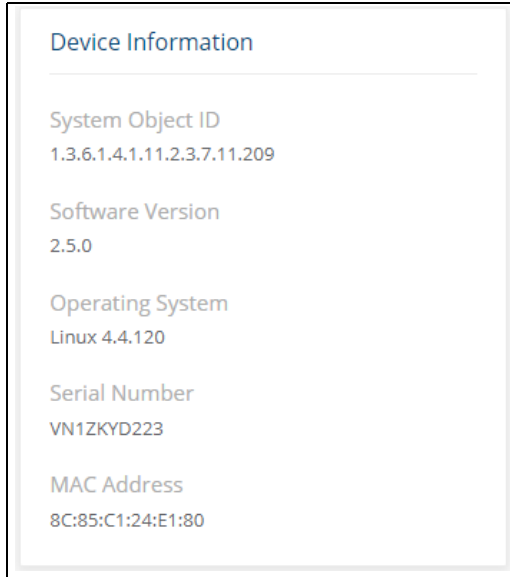 Device Information
System Object ID
1.3.6.1.4.1.11.2.3.7.11.209
Software Version
2.5.0
Operating System
Linux 4.4.120
Serial Number
VN1ZKYD223
MAC Address
8C:85:C1:24:E1:80